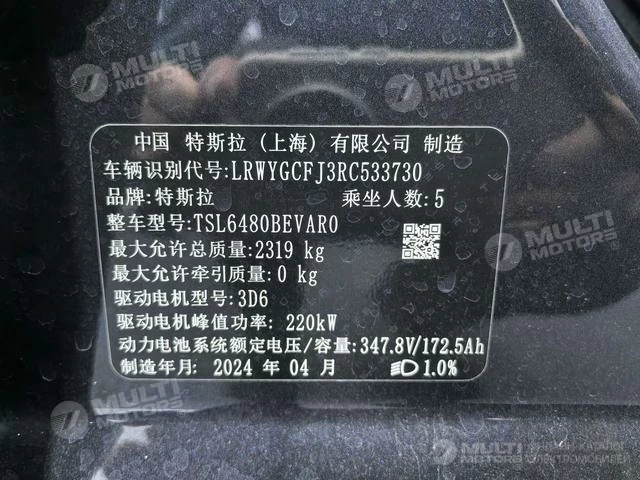 MULTI MOTORS
MULTI MOTORS
中国 特斯拉 (上海) 有限公司 制造
车辆识别代号: LRWYGCFJ3RC533730
品牌: 特斯拉 乘坐人数: 5
整车型号: TSL6480BEVAR0
最大允许总质量: 2319 kg
最大允许牵引质量: 0 kg
驱动电机型号: 3D6
驱动电机峰值功率: 220kW
动力电池系统额定电压/容量: 347.8V/172.5Ah
制造年月: 2024 年 04 月 1.0%
MULTI MOTORS
MULTI MOTORS
ОНЛАЙН-КАТАЛОГ
ЭЛЕКТРОМОБИЛЕЙ